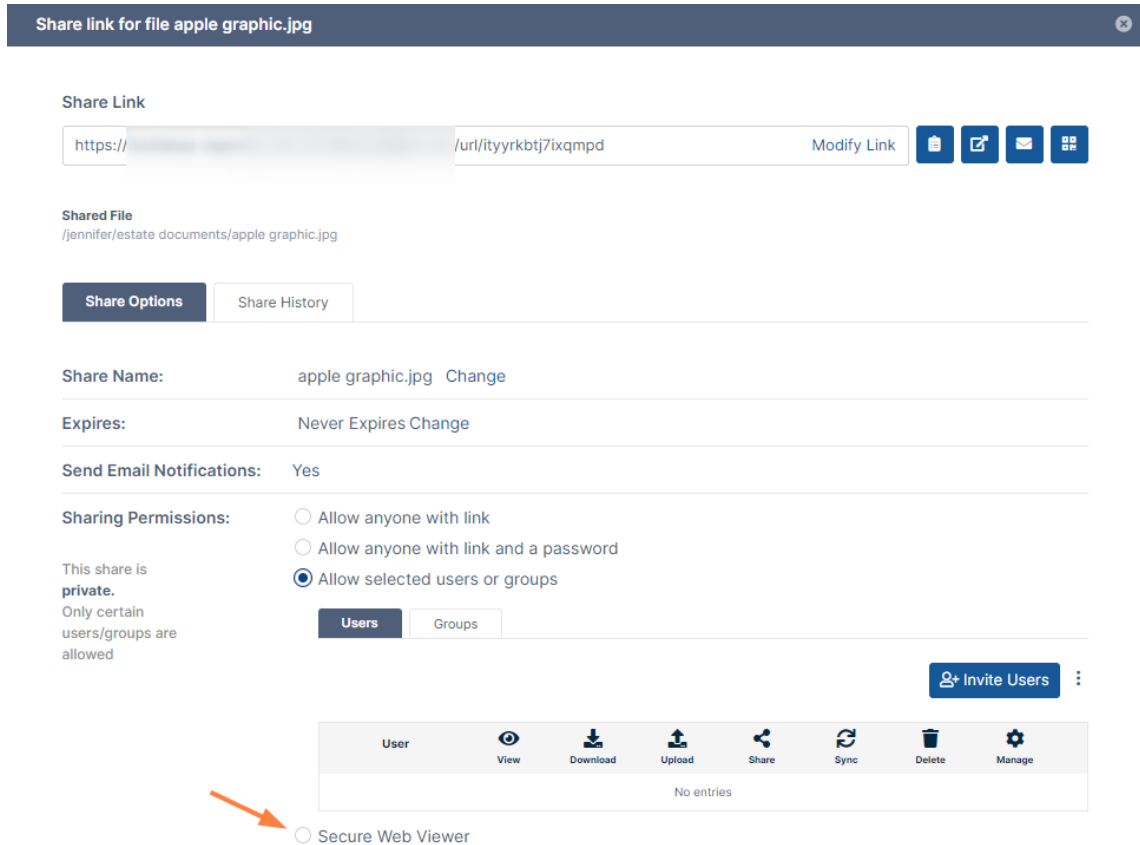 Share link for file apple graphic.jpg
Share Link
https:// /url/ityyrkbtj7ixqmpd Modify Link
Shared File
/jennifer/estate documents/apple graphic.jpg
Share Options Share History
Share Name: apple graphic.jpg Change
Expires: Never Expires Change
Send Email Notifications: Yes
Sharing Permissions: Allow anyone with link
Allow anyone with link and a password
This share is
private.
Only certain
users/groups are
allowed
Allow selected users or groups
Users Groups
Invite Users
User View Download Upload Share Sync Delete Manage
No entries
Secure Web Viewer